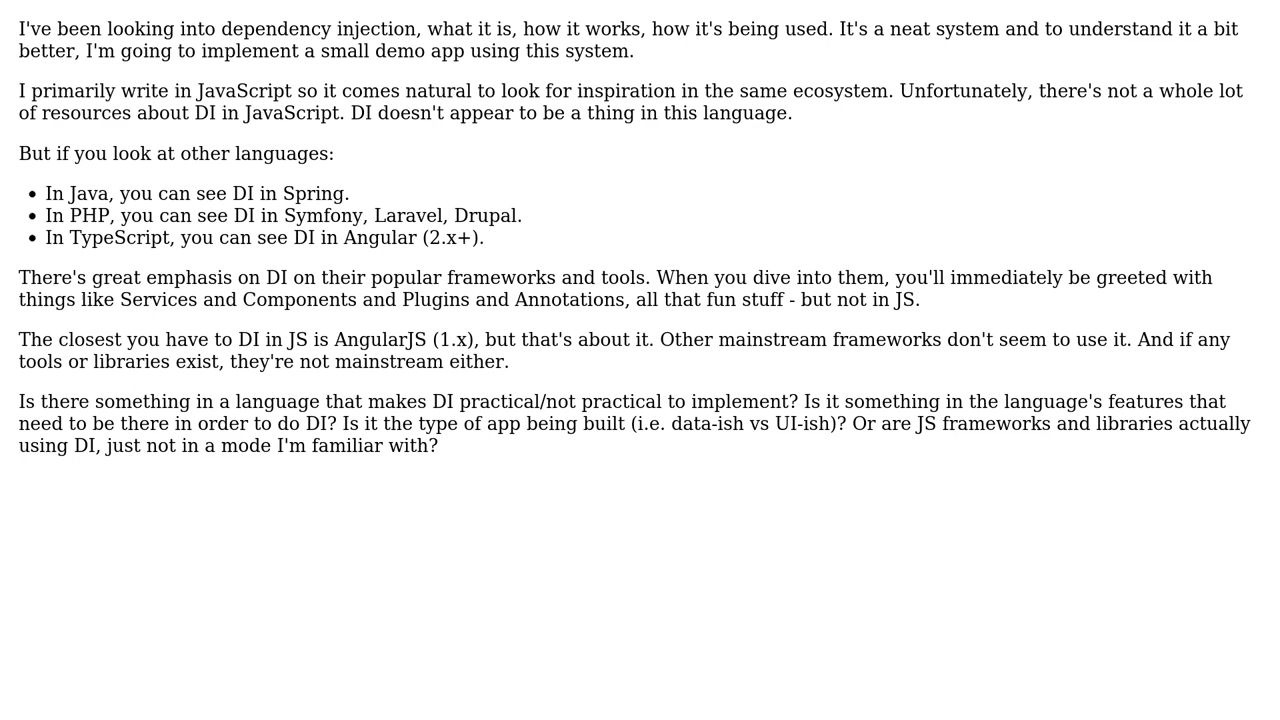 I've been looking into dependency injection, what it is, how it works, how it's being used. It's a neat system and to understand it a bit
better, I'm going to implement a small demo app using this system.
I primarily write in JavaScript so it comes natural to look for inspiration in the same ecosystem. Unfortunately, there's not a whole lot
of resources about DI in JavaScript. DI doesn't appear to be a thing in this language.
But if you look at other languages:
• In Java, you can see DI in Spring.
• In PHP, you can see DI in Symfony, Laravel, Drupal.
• In TypeScript, you can see DI in Angular (2.x+).
There's great emphasis on DI on their popular frameworks and tools. When you dive into them, you'll immediately be greeted with
things like Services and Components and Plugins and Annotations, all that fun stuff - but not in JS.
The closest you have to DI in JS is AngularJS (1.x), but that's about it. Other mainstream frameworks don't seem to use it. And if any
tools or libraries exist, they're not mainstream either.
Is there something in a language that makes DI practical/not practical to implement? Is it something in the language's features that
need to be there in order to do DI? Is it the type of app being built (i.e. data-ish vs UI-ish)? Or are JS frameworks and libraries actually
using DI, just not in a mode I'm familiar with?